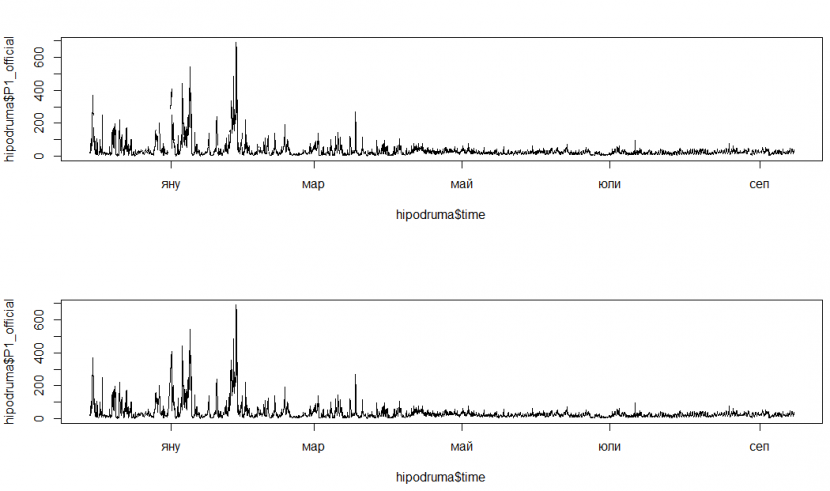 hipodruma$P1_official
600
400
200
0
яну
мар
май
юли
сеп
hipodruma$time
hipodruma$P1_official
600
400
200
0
яну
мар
май
юли
сеп
hipodruma$time